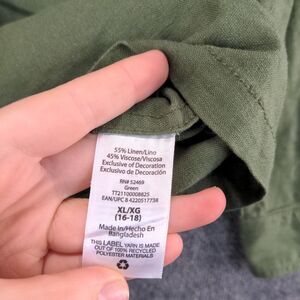 55% Linen/Lino
45% Viscose/Viscosa
Exclusive of Decoration
Exclusivo de Decoración
RN# 52469
Green
TT21100008825
EAN/UPC 8 4220517738
XL/XG
(16-18)
Made in/Hecho En
Bangladesh
THIS LABEL YARN IS MADE
OUT OF 100% RECYCLED
POLYESTER MATERIALS